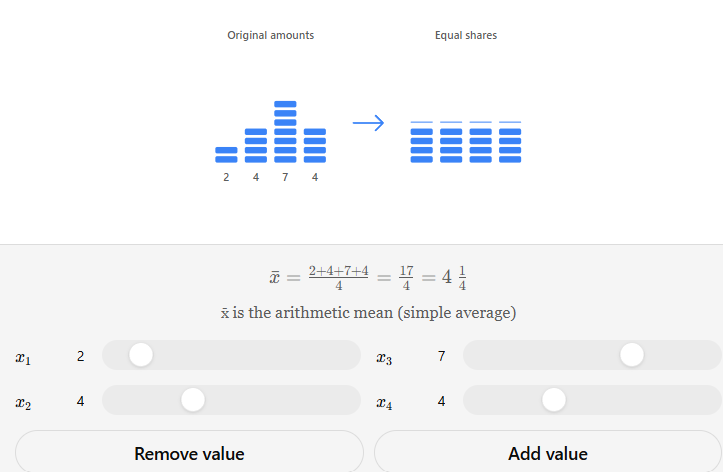 Original amounts
Equal shares
2 4 7 4
x̄ = (2+4+7+4)/4 = 17/4 = 4 1/4
x̄ is the arithmetic mean (simple average)
x₁ 2
x₃ 7
x₂ 4
x₄ 4
Remove value
Add value